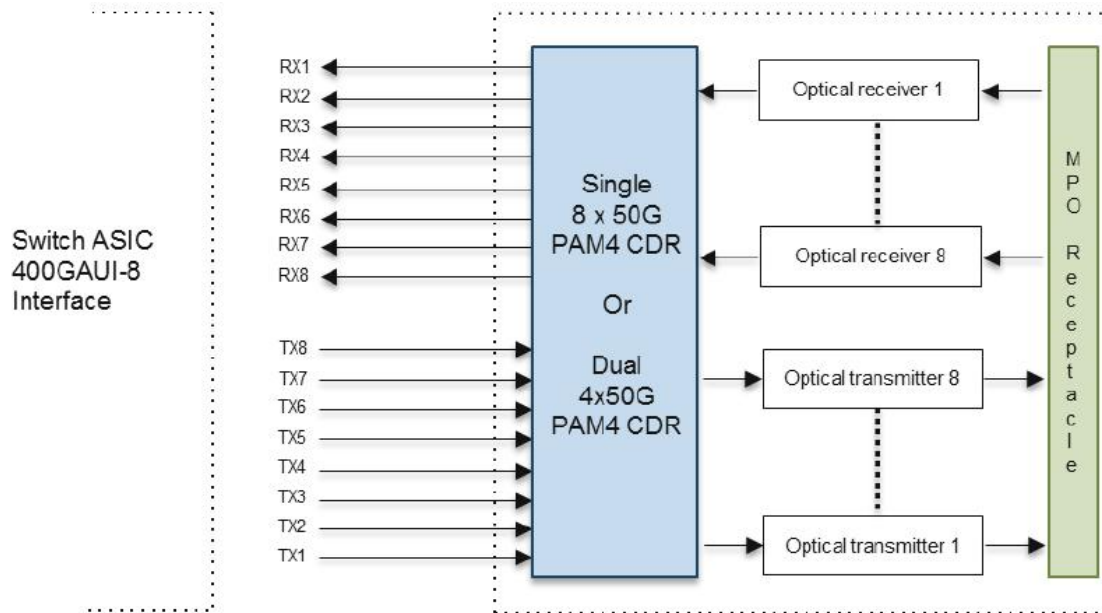 Switch ASIC
400GAUI-8
Interface
RX1
RX2
RX3
RX4
RX5
RX6
RX7
RX8
TX8
TX7
TX6
TX5
TX4
TX3
TX2
TX1
Single
8 x 50G
PAM4 CDR
Or
Dual
4x50G
PAM4 CDR
Optical receiver 1
Optical receiver 8
Optical transmitter 8
Optical transmitter 1
MPO Receptacle